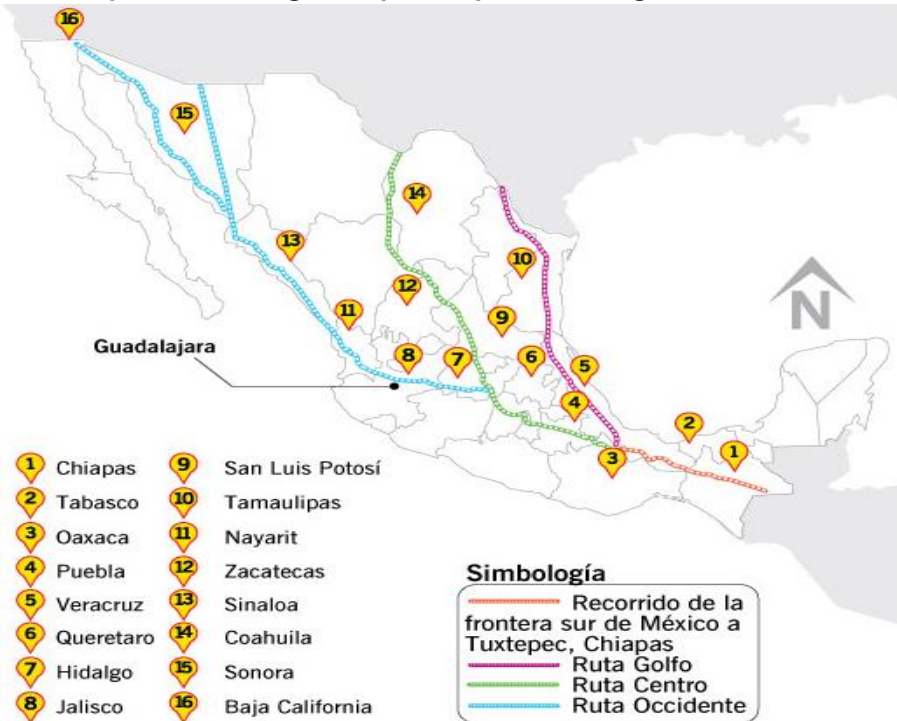 16
15
14
13
10
12
11
9
Guadalajara
8
7
6
5
4
2
3
1
N
1 Chiapas
2 Tabasco
3 Oaxaca
4 Puebla
5 Veracruz
6 Queretaro
7 Hidalgo
8 Jalisco
9 San Luis Potosí
10 Tamaulipas
11 Nayarit
12 Zacatecas
13 Sinaloa
14 Coahuila
15 Sonora
16 Baja California
Simbología
Recorrido de la
frontera sur de México a
Tuxtepec, Chiapas
Ruta Golfo
Ruta Centro
Ruta Occidente